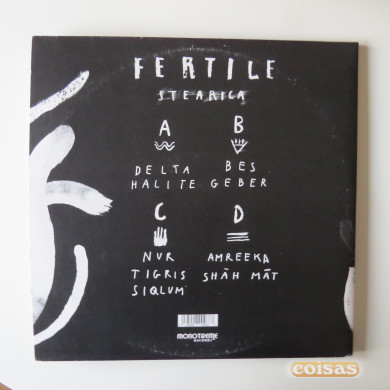 FERTILE
STEARICA
A
B
DELTA
HALITE
BES
GEBER
C
D
NUR
TIGRIS
SIQLUM
AMREEKA
SHĀH MĀT
MONOTREME
RECORDS
coisas